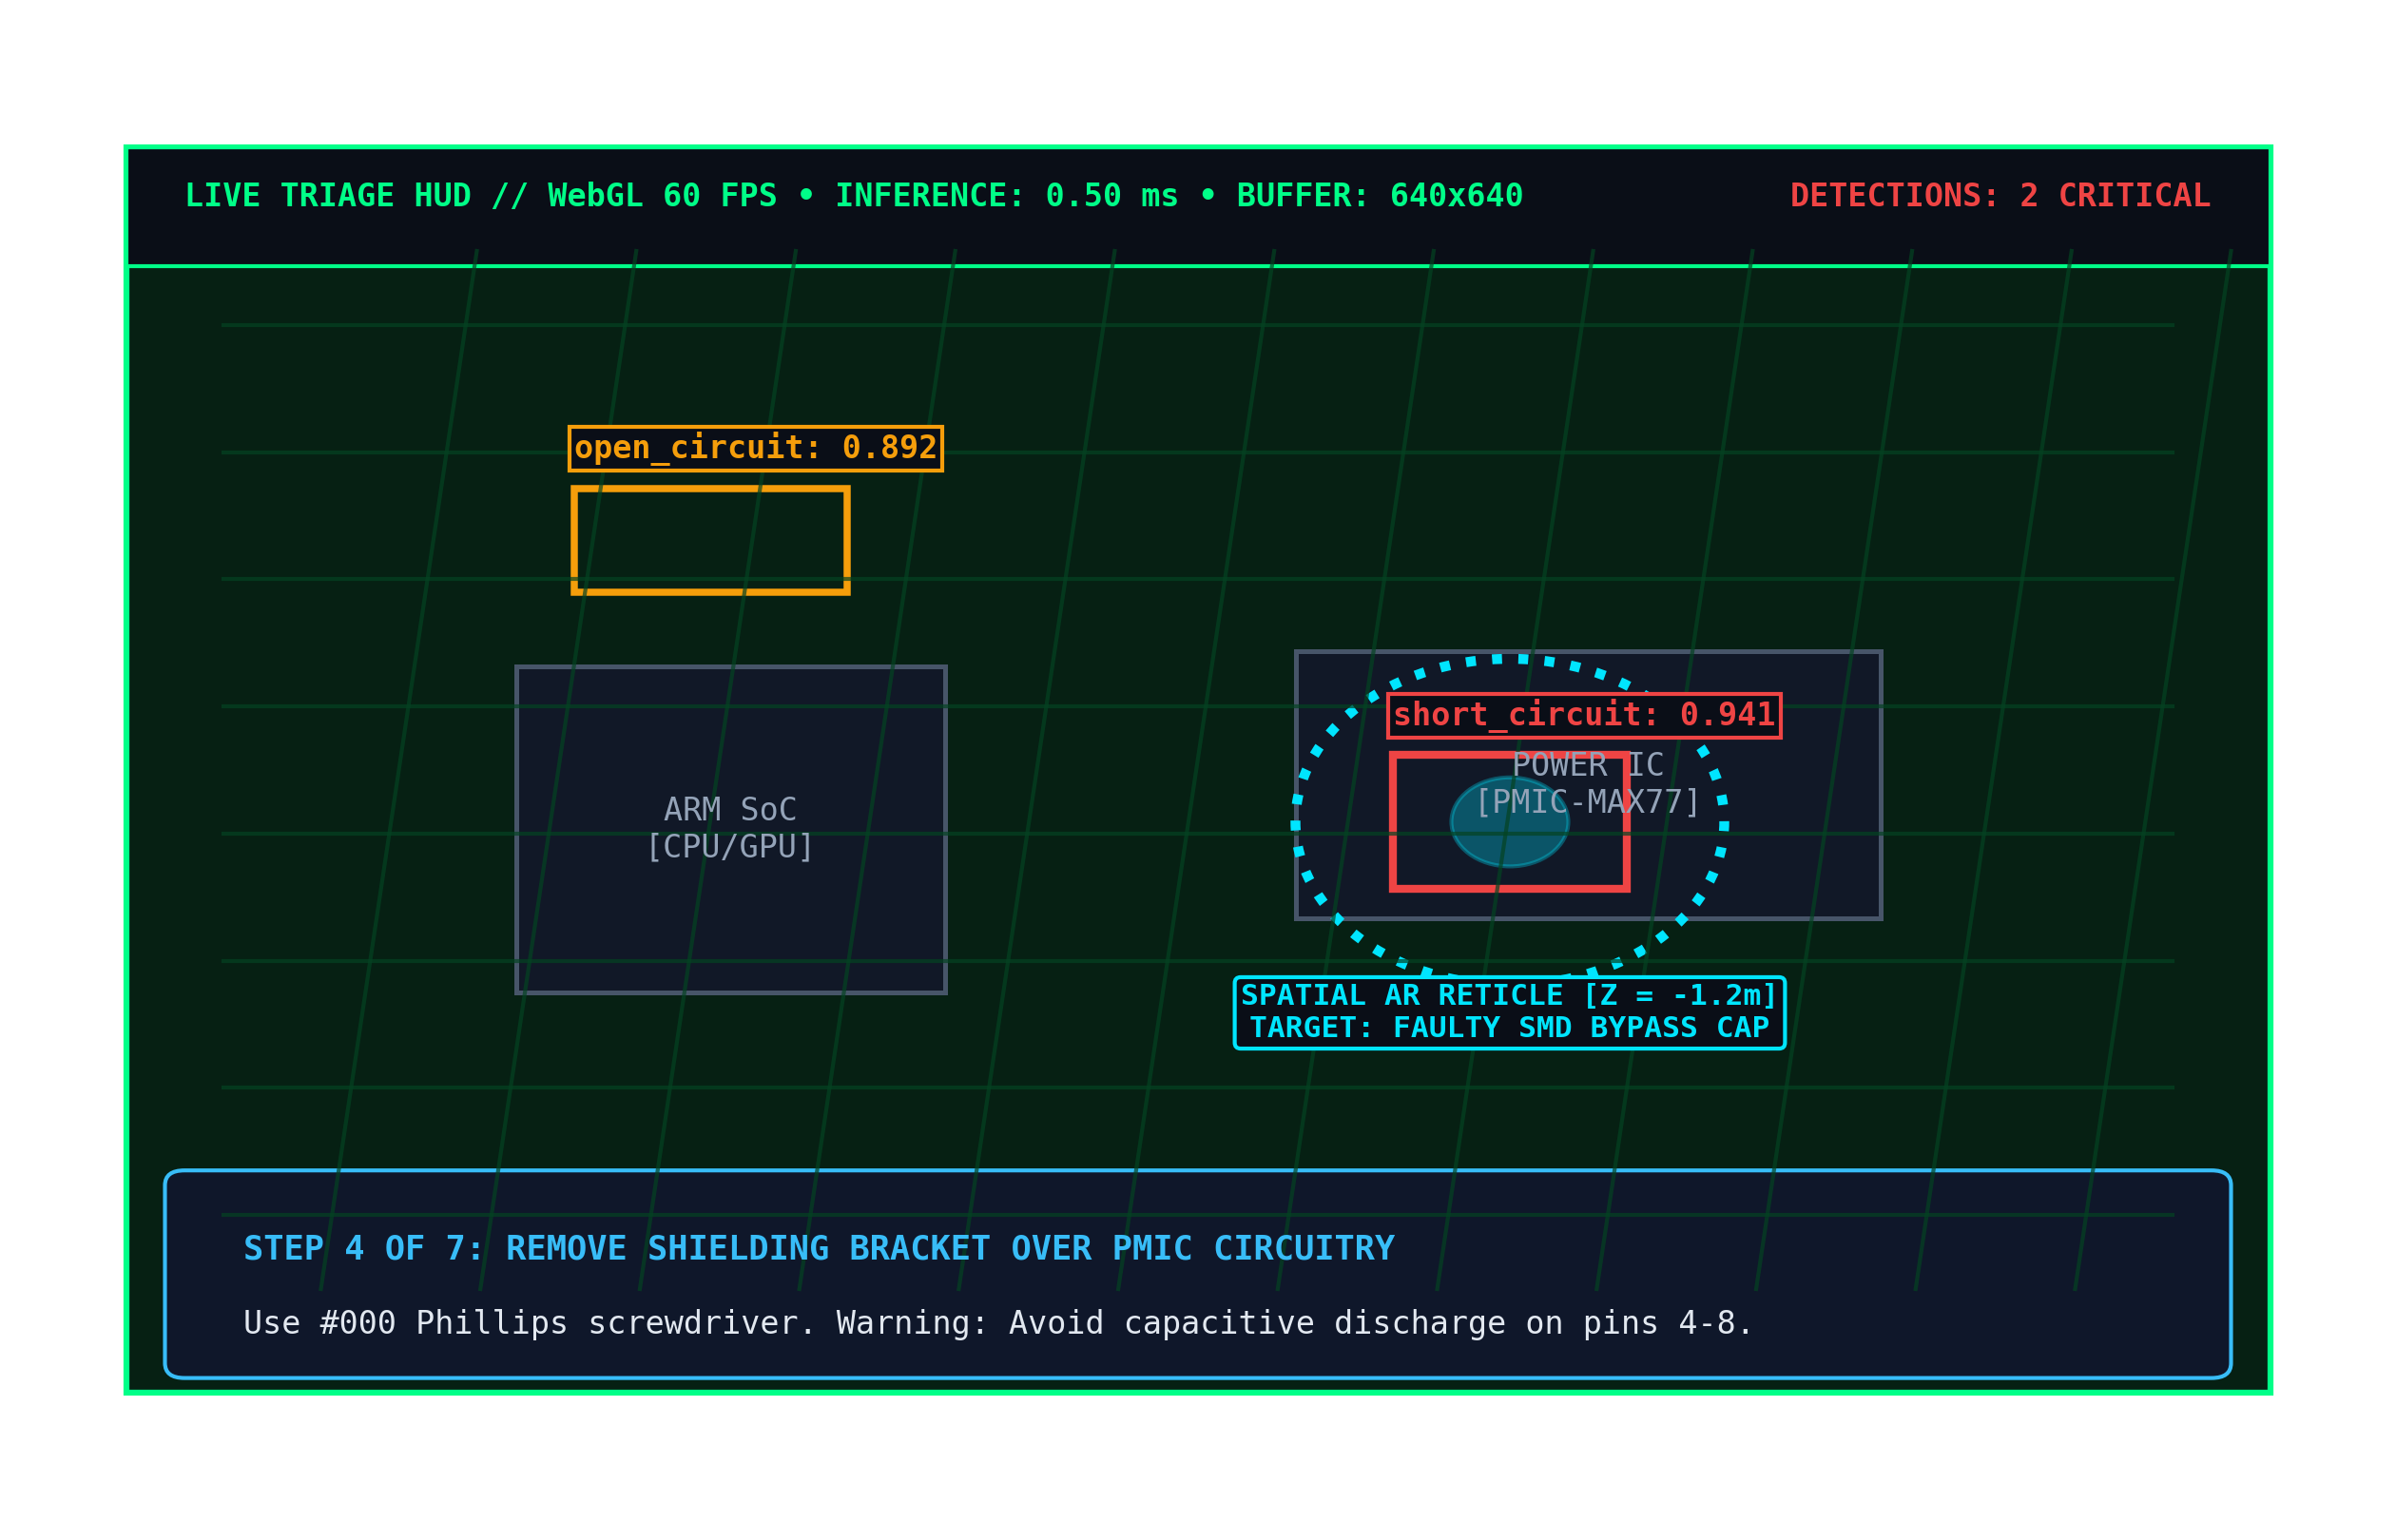 LIVE TRIAGE HUD // WebGL 60 FPS • INFERENCE: 0.50 ms • BUFFER: 640x640
DETECTIONS: 2 CRITICAL
open_circuit: 0.892
short_circuit: 0.941
POWER IC
[PMIC-MAX77]
ARM SoC
[CPU/GPU]
SPATIAL AR RETICLE [Z = -1.2m]
TARGET: FAULTY SMD BYPASS CAP
STEP 4 OF 7: REMOVE SHIELDING BRACKET OVER PMIC CIRCUITRY
Use #000 Phillips screwdriver. Warning: Avoid capacitive discharge on pins 4-8.